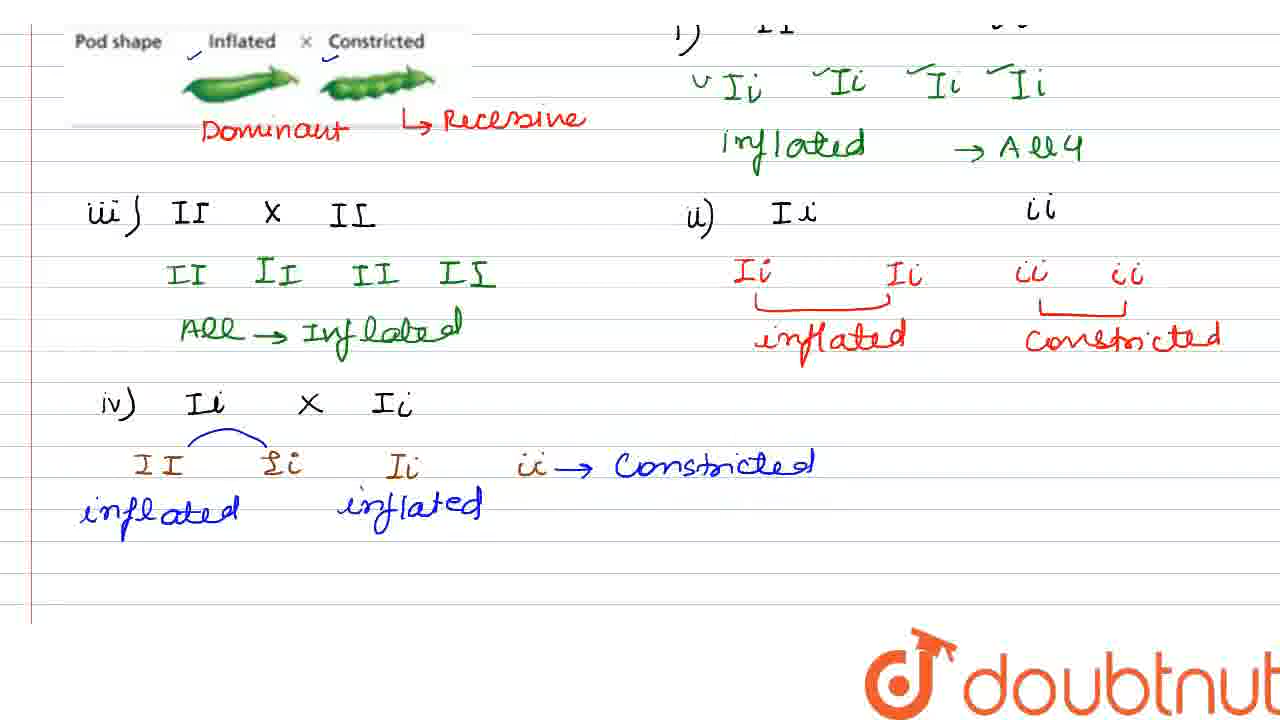 Pod shape Inflated × Constricted
Dominant ↳ Recessive
i) II
Ii Ii Ii Ii
inflated → All 4
iii) II X II
II II II II
All → Inflated
ii) Ii ii
Ii Ii ii ii
inflated constricted
iv) Ii X Ii
II Ii Ii ii → Constricted
inflated inflated
doubtnut